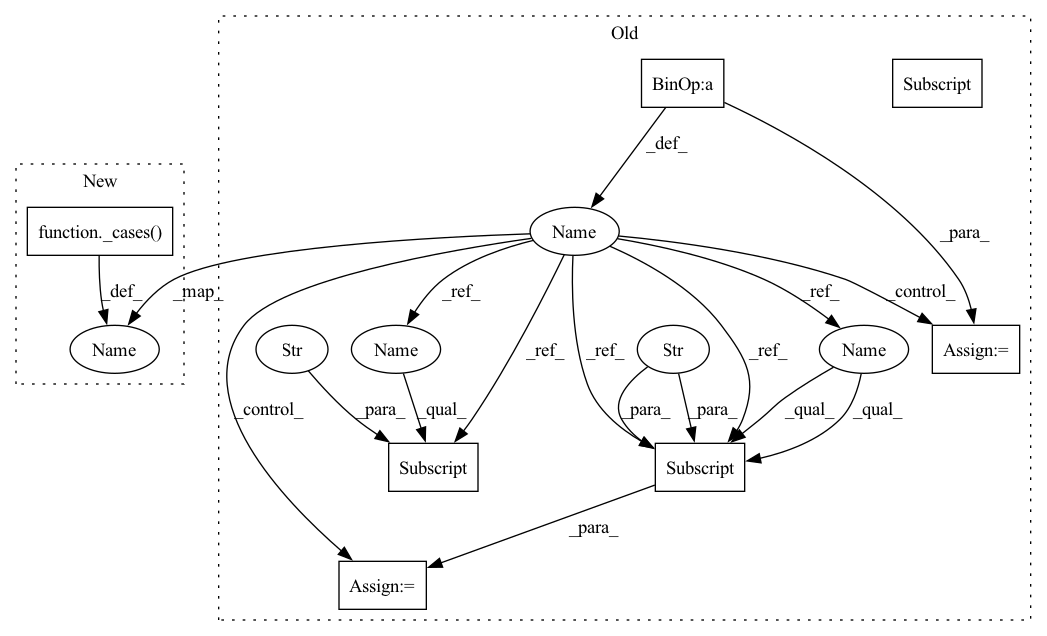 Old
BinOp:a
Subscript
_def_
New
function._cases()
Name
_para_
_def_
_map_
_ref_
_ref_
_control_
Name
Str
Name
_ref_
_ref_
Str
_ref_
Name
Assign:=
_control_
_para_
_qual_
_para_
_para_
_qual_
_qual_
Subscript
Subscript
_para_
Assign:=